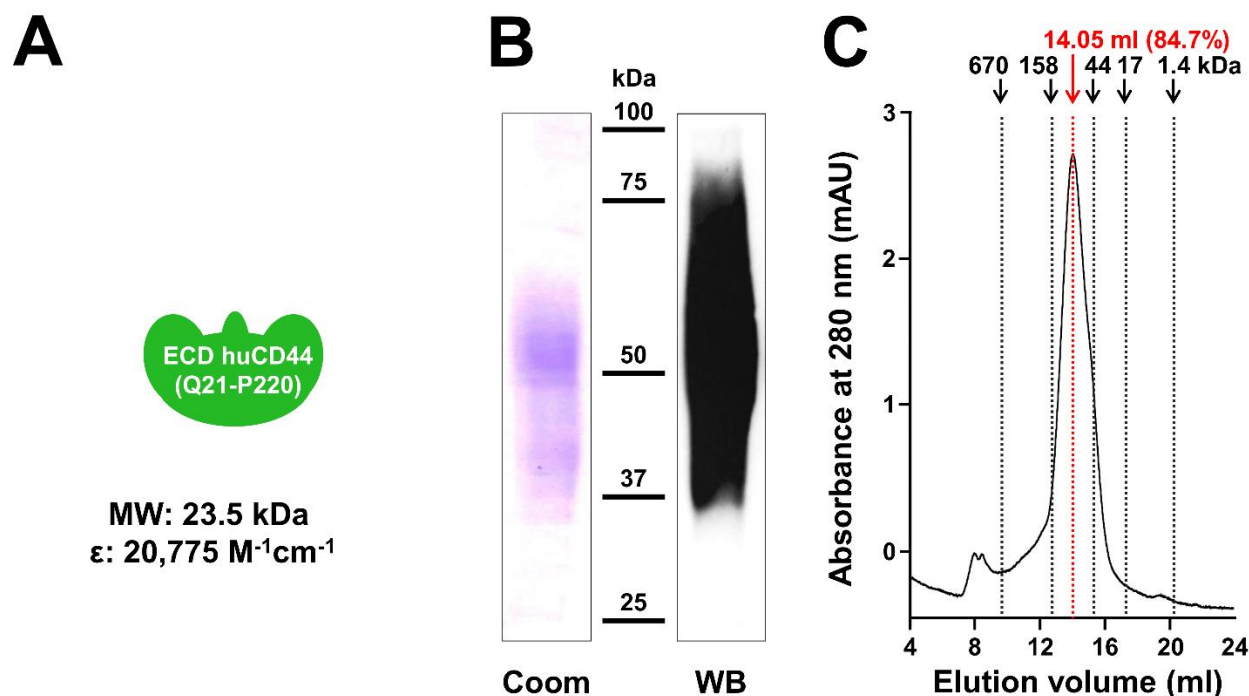 A
ECD huCD44
(Q21-P220)
MW: 23.5 kDa
ε: 20,775 M⁻¹cm⁻¹
B
kDa
100
75
50
37
25
Coom
WB
C
14.05 ml (84.7%)
670 158 44 17 1.4 kDa
Absorbance at 280 nm (mAU)
3
2
1
0
4 8 12 16 20 24
Elution volume (ml)